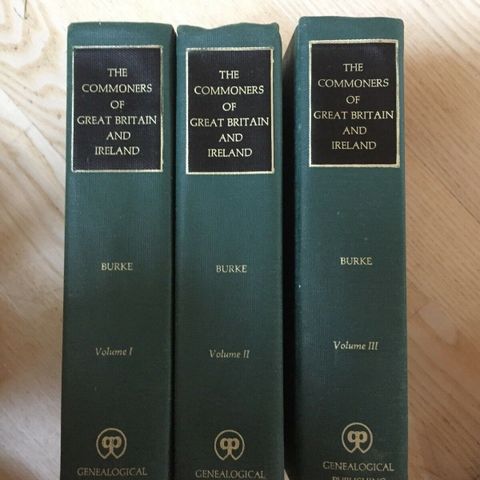 THE
COMMONERS
OF
GREAT BRITAIN
AND
IRELAND
BURKE
Volume I
GENEALOGICAL
THE
COMMONERS
OF
GREAT BRITAIN
AND
IRELAND
BURKE
Volume II
GENEALOGICAL
THE
COMMONERS
OF
GREAT BRITAIN
AND
IRELAND
BURKE
Volume III
GENEALOGICAL
PUBLISHING